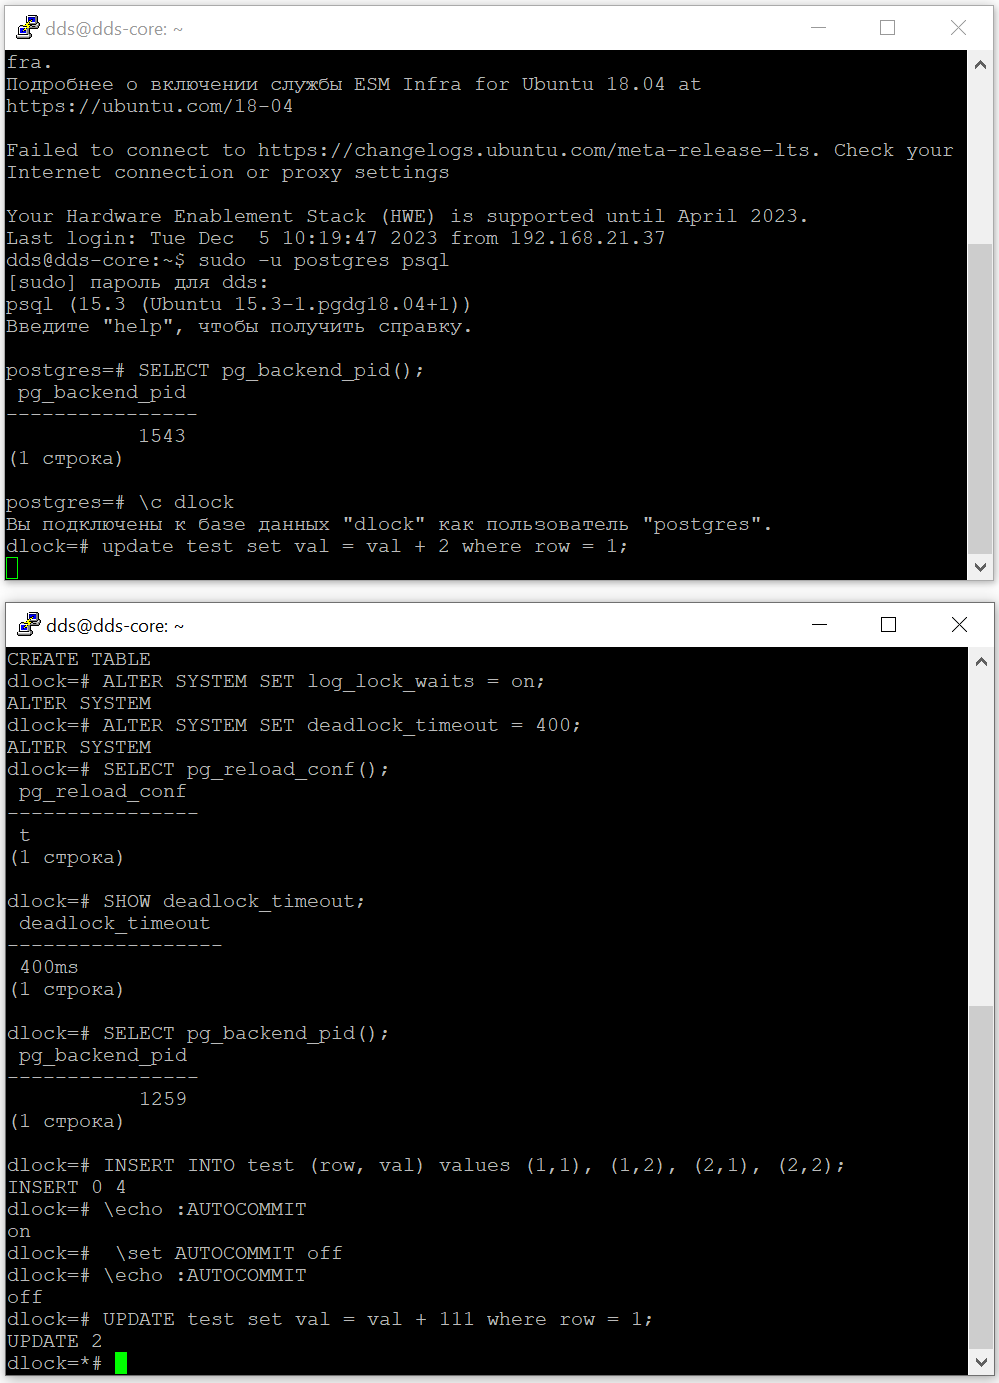 dds@dds-core: ~
fra.
Подробнее о включении службы ESM Infra for Ubuntu 18.04 at
https://ubuntu.com/18-04
Failed to connect to https://changelogs.ubuntu.com/meta-release-lts. Check your
Internet connection or proxy settings
Your Hardware Enablement Stack (HWE) is supported until April 2023.
Last login: Tue Dec  5 10:19:47 2023 from 192.168.21.37
dds@dds-core:~$ sudo -u postgres psql
[sudo] пароль для dds:
psql (15.3 (Ubuntu 15.3-1.pgdg18.04+1))
Введите "help", чтобы получить справку.
postgres=# SELECT pg_backend_pid();
pg_backend_pid
----------------
1543
(1 строка)
postgres=# \c dlock
Вы подключены к базе данных "dlock" как пользователь "postgres".
dlock=# update test set val = val + 2 where row = 1;
dds@dds-core: ~
CREATE TABLE
dlock=# ALTER SYSTEM SET log_lock_waits = on;
ALTER SYSTEM
dlock=# ALTER SYSTEM SET deadlock_timeout = 400;
ALTER SYSTEM
dlock=# SELECT pg_reload_conf();
pg_reload_conf
----------------
t
(1 строка)
dlock=# SHOW deadlock_timeout;
deadlock_timeout
------------------
400ms
(1 строка)
dlock=# SELECT pg_backend_pid();
pg_backend_pid
----------------
1259
(1 строка)
dlock=# INSERT INTO test (row, val) values (1,1), (1,2), (2,1), (2,2);
INSERT 0 4
dlock=# \echo :AUTOCOMMIT
on
dlock=#  \set AUTOCOMMIT off
dlock=# \echo :AUTOCOMMIT
off
dlock=# UPDATE test set val = val + 111 where row = 1;
UPDATE 2
dlock=*#